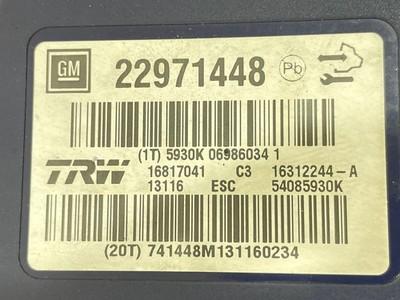 GM 22971448 Pb
(1T) 5930K 06986034 1
TRW 16817041 C3 16312244-A
13116 ESC 54085930K
(20T) 741448M131160234